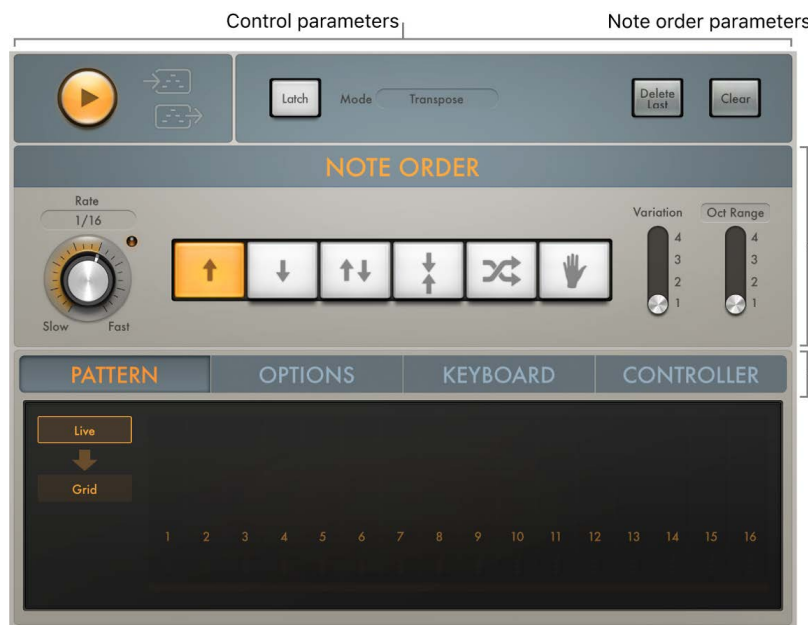 Control parameters Note order parameters
Latch Mode Transpose Delete Last Clear
NOTE ORDER
Rate
1/16
Slow Fast
Variation Oct Range
4 4
3 3
2 2
1 1
PATTERN OPTIONS KEYBOARD CONTROLLER
Live
Grid
1 2 3 4 5 6 7 8 9 10 11 12 13 14 15 16